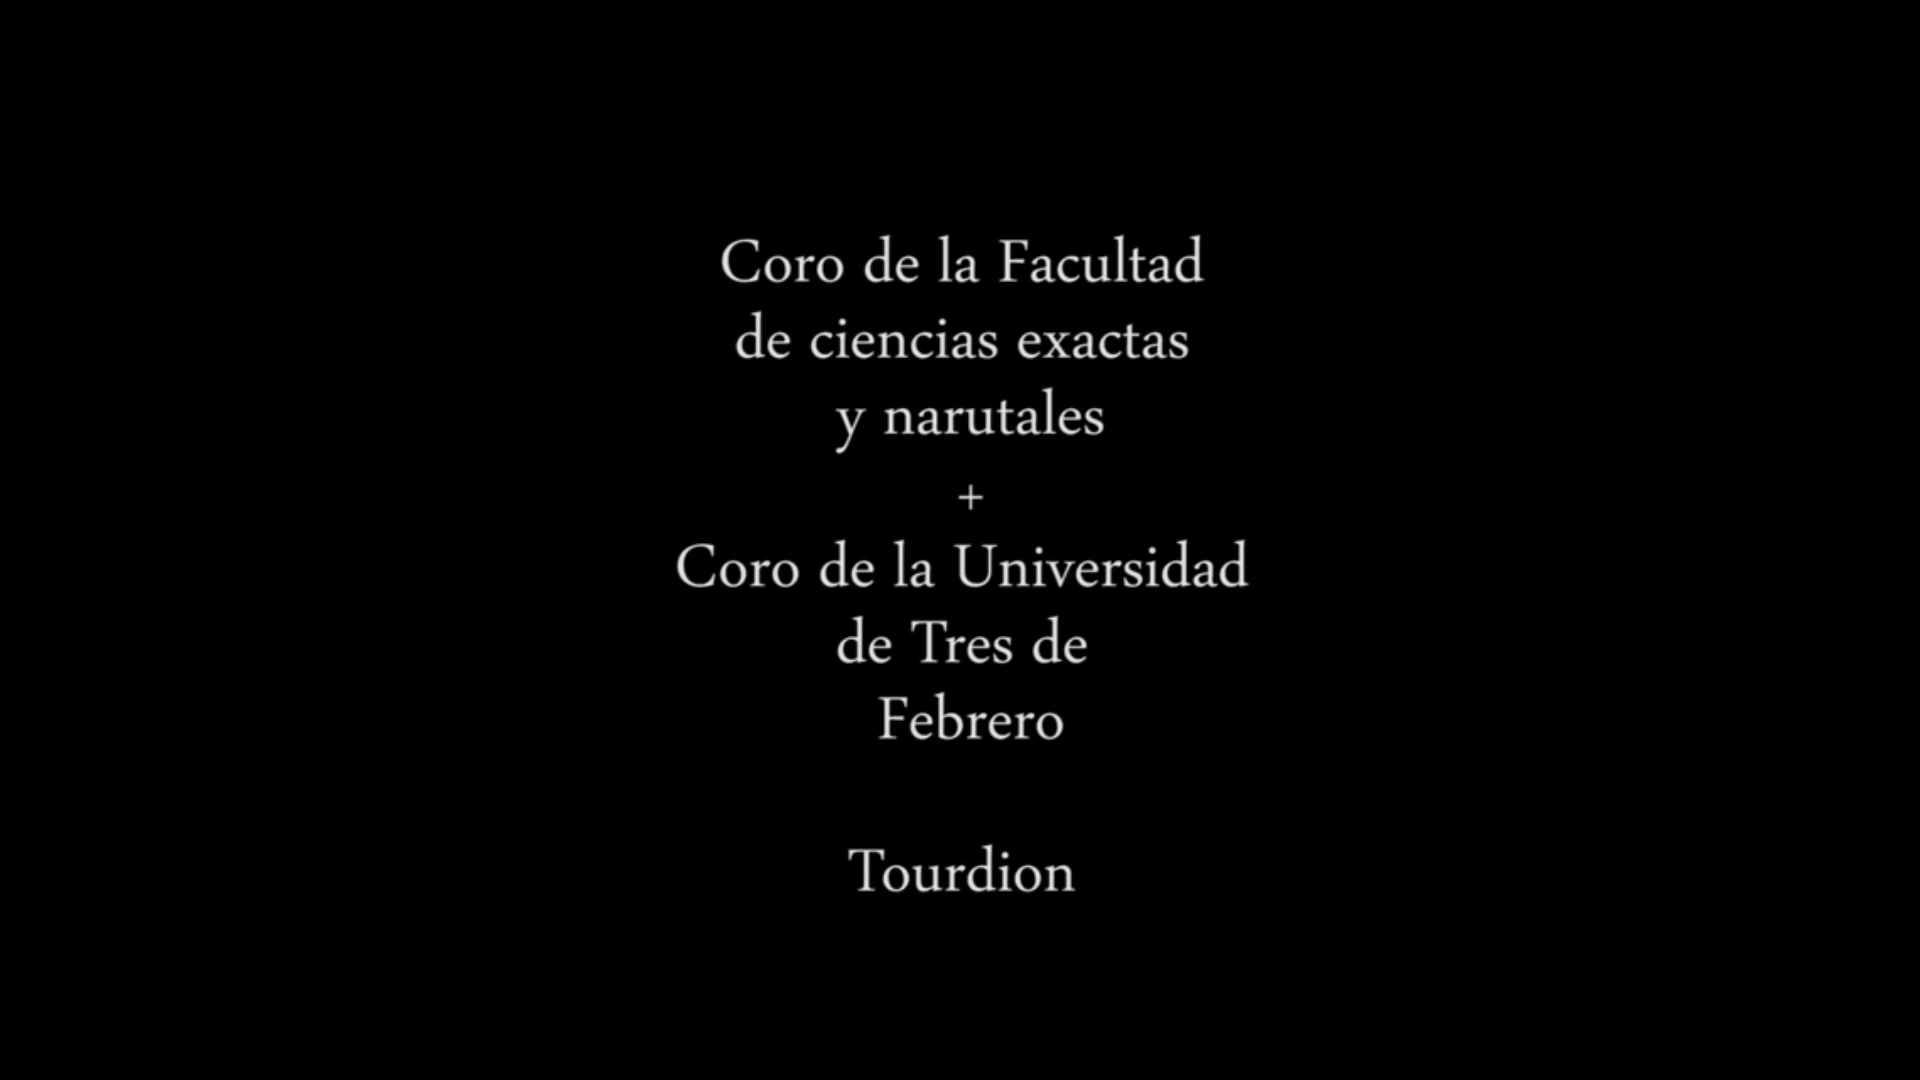 Coro de la Facultad
de ciencias exactas
y narutales
+
Coro de la Universidad
de Tres de
Febrero
Tourdion